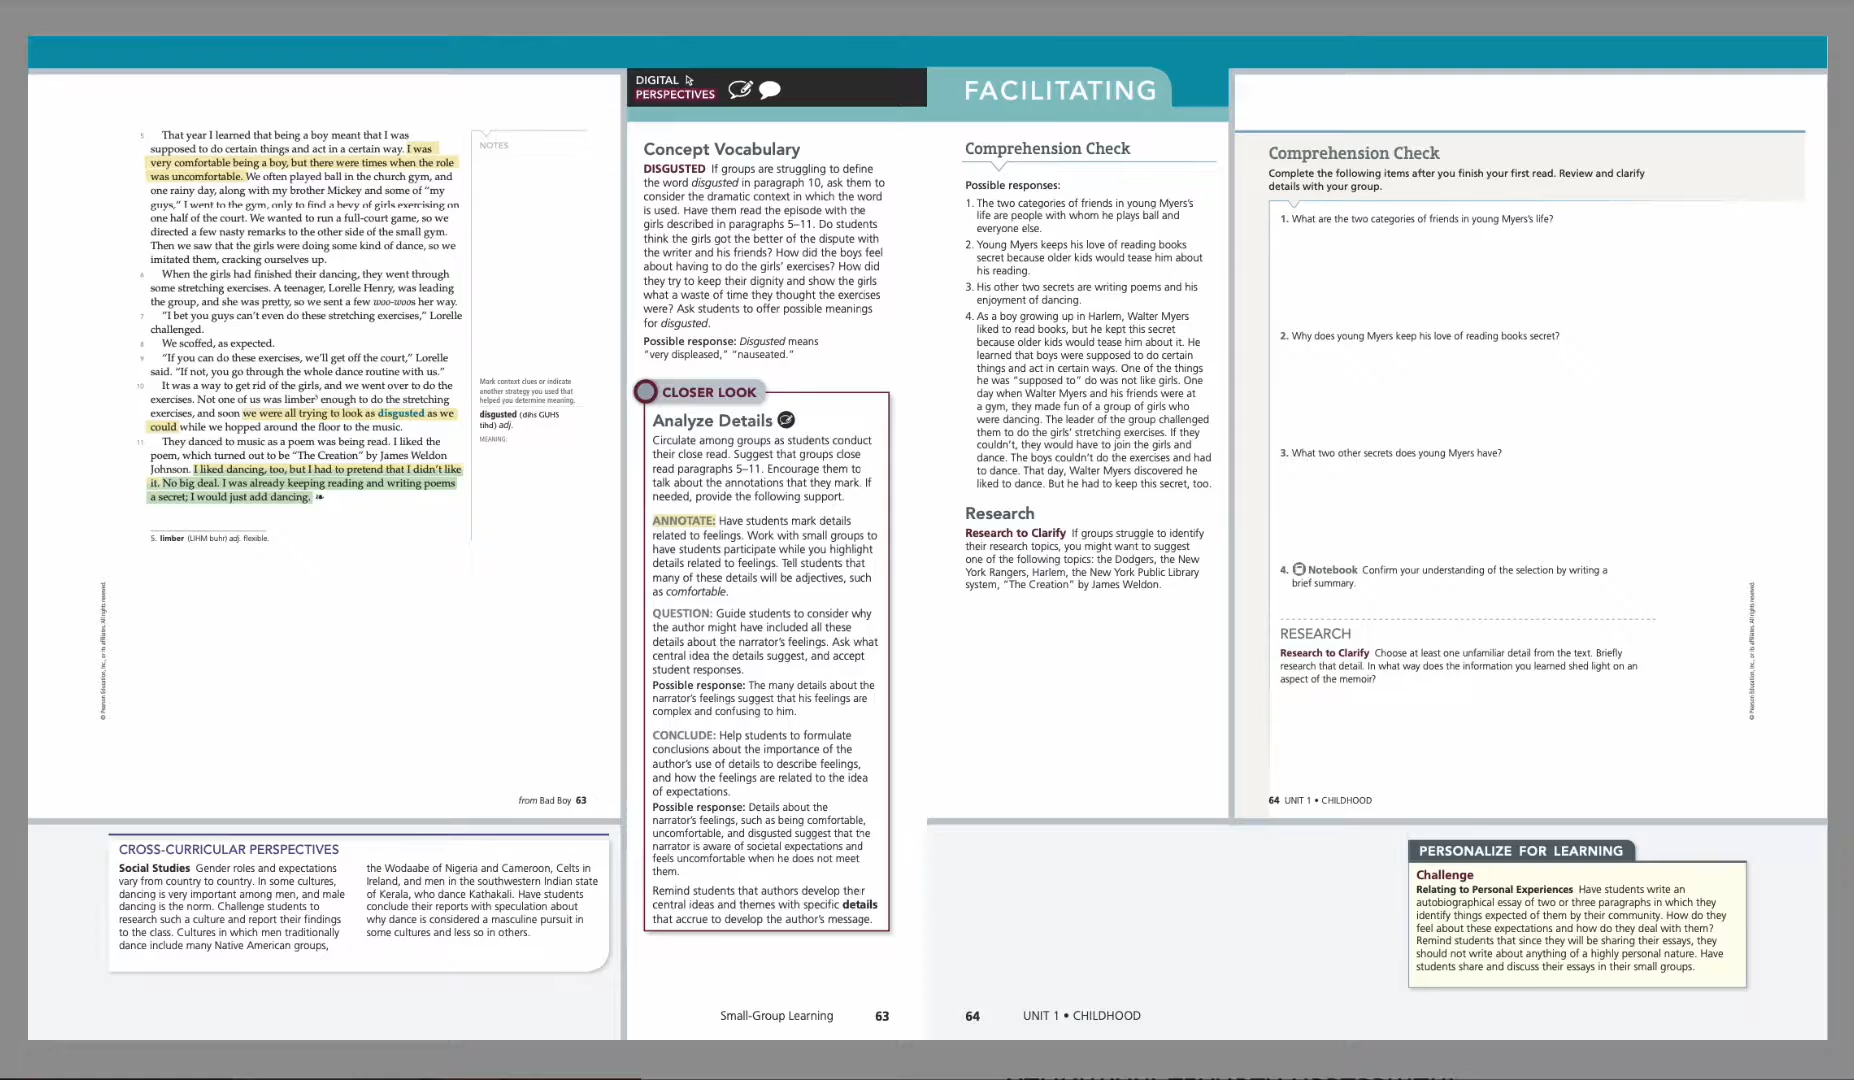 5 That year I learned that being a boy meant that I was
supposed to do certain things and act in a certain way. I was
very comfortable being a boy, but there were times when the role
was uncomfortable. We often played ball in the church gym, and
one rainy day, along with my brother Mickey and some of “my
guys,” I went to the gym, only to find a bevy of girls exercising on
one half of the court. We wanted to run a full-court game, so we
directed a few nasty remarks to the other side of the small gym.
Then we saw that the girls were doing some kind of dance, so we
imitated them, cracking ourselves up.
6 When the girls had finished their dancing, they went through
some stretching exercises. A teenager, Lorelle Henry, was leading
the group, and she was pretty, so we sent a few woo-woos her way.
7 “I bet you guys can’t even do these stretching exercises,” Lorelle
challenged.
8 We scoffed, as expected.
9 “If you can do these exercises, we’ll get off the court,” Lorelle
said. “If not, you go through the whole dance routine with us.”
10 It was a way to get rid of the girls, and we went over to do the
exercises. Not one of us was limber5 enough to do the stretching
exercises, and soon we were all trying to look as disgusted as we
could while we hopped around the floor to the music.
11 They danced to music as a poem was being read. I liked the
poem, which turned out to be “The Creation” by James Weldon
Johnson. I liked dancing, too, but I had to pretend that I didn’t like
it. No big deal. I was already keeping reading and writing poems
a secret; I would just add dancing.
5. limber (LIHM buhr) adj. flexible.
NOTES
Mark context clues or indicate
another strategy you used that
helped you determine meaning.
disgusted (dihs GUHS
tihd) adj.
MEANING:
© Pearson Education, Inc., or its affiliates. All rights reserved.
from Bad Boy 63
CROSS-CURRICULAR PERSPECTIVES
Social Studies Gender roles and expectations
vary from country to country. In some cultures,
dancing is very important among men, and male
dancing is the norm. Challenge students to
research such a culture and report their findings
to the class. Cultures in which men traditionally
dance include many Native American groups,
the Wodaabe of Nigeria and Cameroon, Celts in
Ireland, and men in the southwestern Indian state
of Kerala, who dance Kathakali. Have students
conclude their reports with speculation about
why dance is considered a masculine pursuit in
some cultures and less so in others.
DIGITAL
PERSPECTIVES
Concept Vocabulary
DISGUSTED If groups are struggling to define
the word disgusted in paragraph 10, ask them to
consider the dramatic context in which the word
is used. Have them read the episode with the
girls described in paragraphs 5–11. Do students
think the girls got the better of the dispute with
the writer and his friends? How did the boys feel
about having to do the girls’ exercises? How did
they try to keep their dignity and show the girls
what a waste of time they thought the exercises
were? Ask students to offer possible meanings
for disgusted.
Possible response: Disgusted means
“very displeased,” “nauseated.”
CLOSER LOOK
Analyze Details
Circulate among groups as students conduct
their close read. Suggest that groups close
read paragraphs 5–11. Encourage them to
talk about the annotations that they mark. If
needed, provide the following support.
ANNOTATE: Have students mark details
related to feelings. Work with small groups to
have students participate while you highlight
details related to feelings. Tell students that
many of these details will be adjectives, such
as comfortable.
QUESTION: Guide students to consider why
the author might have included all these
details about the narrator’s feelings. Ask what
central idea the details suggest, and accept
student responses.
Possible response: The many details about the
narrator’s feelings suggest that his feelings are
complex and confusing to him.
CONCLUDE: Help students to formulate
conclusions about the importance of the
author’s use of details to describe feelings,
and how the feelings are related to the idea
of expectations.
Possible response: Details about the
narrator’s feelings, such as being comfortable,
uncomfortable, and disgusted suggest that the
narrator is aware of societal expectations and
feels uncomfortable when he does not meet
them.
Remind students that authors develop their
central ideas and themes with specific details
that accrue to develop the author’s message.
Small-Group Learning 63
FACILITATING
Comprehension Check
Possible responses:
1. The two categories of friends in young Myers’s
life are people with whom he plays ball and
everyone else.
2. Young Myers keeps his love of reading books
secret because older kids would tease him about
his reading.
3. His other two secrets are writing poems and his
enjoyment of dancing.
4. As a boy growing up in Harlem, Walter Myers
liked to read books, but he kept this secret
because older kids would tease him about it. He
learned that boys were supposed to do certain
things and act in certain ways. One of the things
he was “supposed to” do was not like girls. One
day when Walter Myers and his friends were at
a gym, they made fun of a group of girls who
were dancing. The leader of the group challenged
them to do the girls’ stretching exercises. If they
couldn’t, they would have to join the girls and
dance. The boys couldn’t do the exercises and had
to dance. That day, Walter Myers discovered he
liked to dance. But he had to keep this secret, too.
Research
Research to Clarify If groups struggle to identify
their research topics, you might want to suggest
one of the following topics: the Dodgers, the New
York Rangers, Harlem, the New York Public Library
system, “The Creation” by James Weldon.
64 UNIT 1 • CHILDHOOD
Comprehension Check
Complete the following items after you finish your first read. Review and clarify
details with your group.
1. What are the two categories of friends in young Myers’s life?
2. Why does young Myers keep his love of reading books secret?
3. What two other secrets does young Myers have?
4. Notebook Confirm your understanding of the selection by writing a
brief summary.
RESEARCH
Research to Clarify Choose at least one unfamiliar detail from the text. Briefly
research that detail. In what way does the information you learned shed light on an
aspect of the memoir?
© Pearson Education, Inc., or its affiliates. All rights reserved.
64 UNIT 1 • CHILDHOOD
PERSONALIZE FOR LEARNING
Challenge
Relating to Personal Experiences Have students write an
autobiographical essay of two or three paragraphs in which they
identify things expected of them by their community. How do they
feel about these expectations and how do they deal with them?
Remind students that since they will be sharing their essays, they
should not write about anything of a highly personal nature. Have
students share and discuss their essays in their small groups.